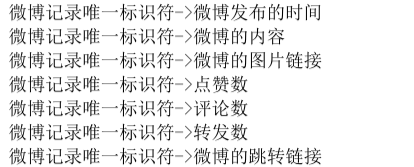 微博记录唯一标识符->微博发布的时间
微博记录唯一标识符->微博的内容
微博记录唯一标识符->微博的图片链接
微博记录唯一标识符->点赞数
微博记录唯一标识符->评论数
微博记录唯一标识符->转发数
微博记录唯一标识符->微博的跳转链接